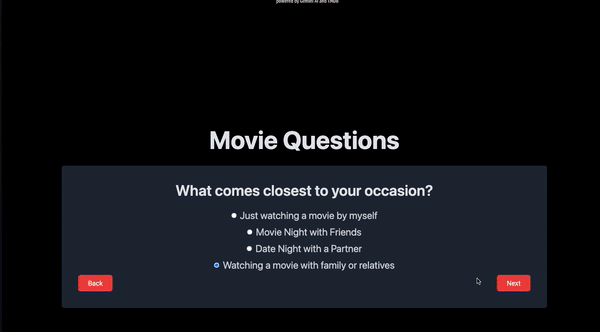 powered by Gemini AI and TMDB
Movie Questions
What comes closest to your occasion?
Just watching a movie by myself
Movie Night with Friends
Date Night with a Partner
Watching a movie with family or relatives
Back
Next